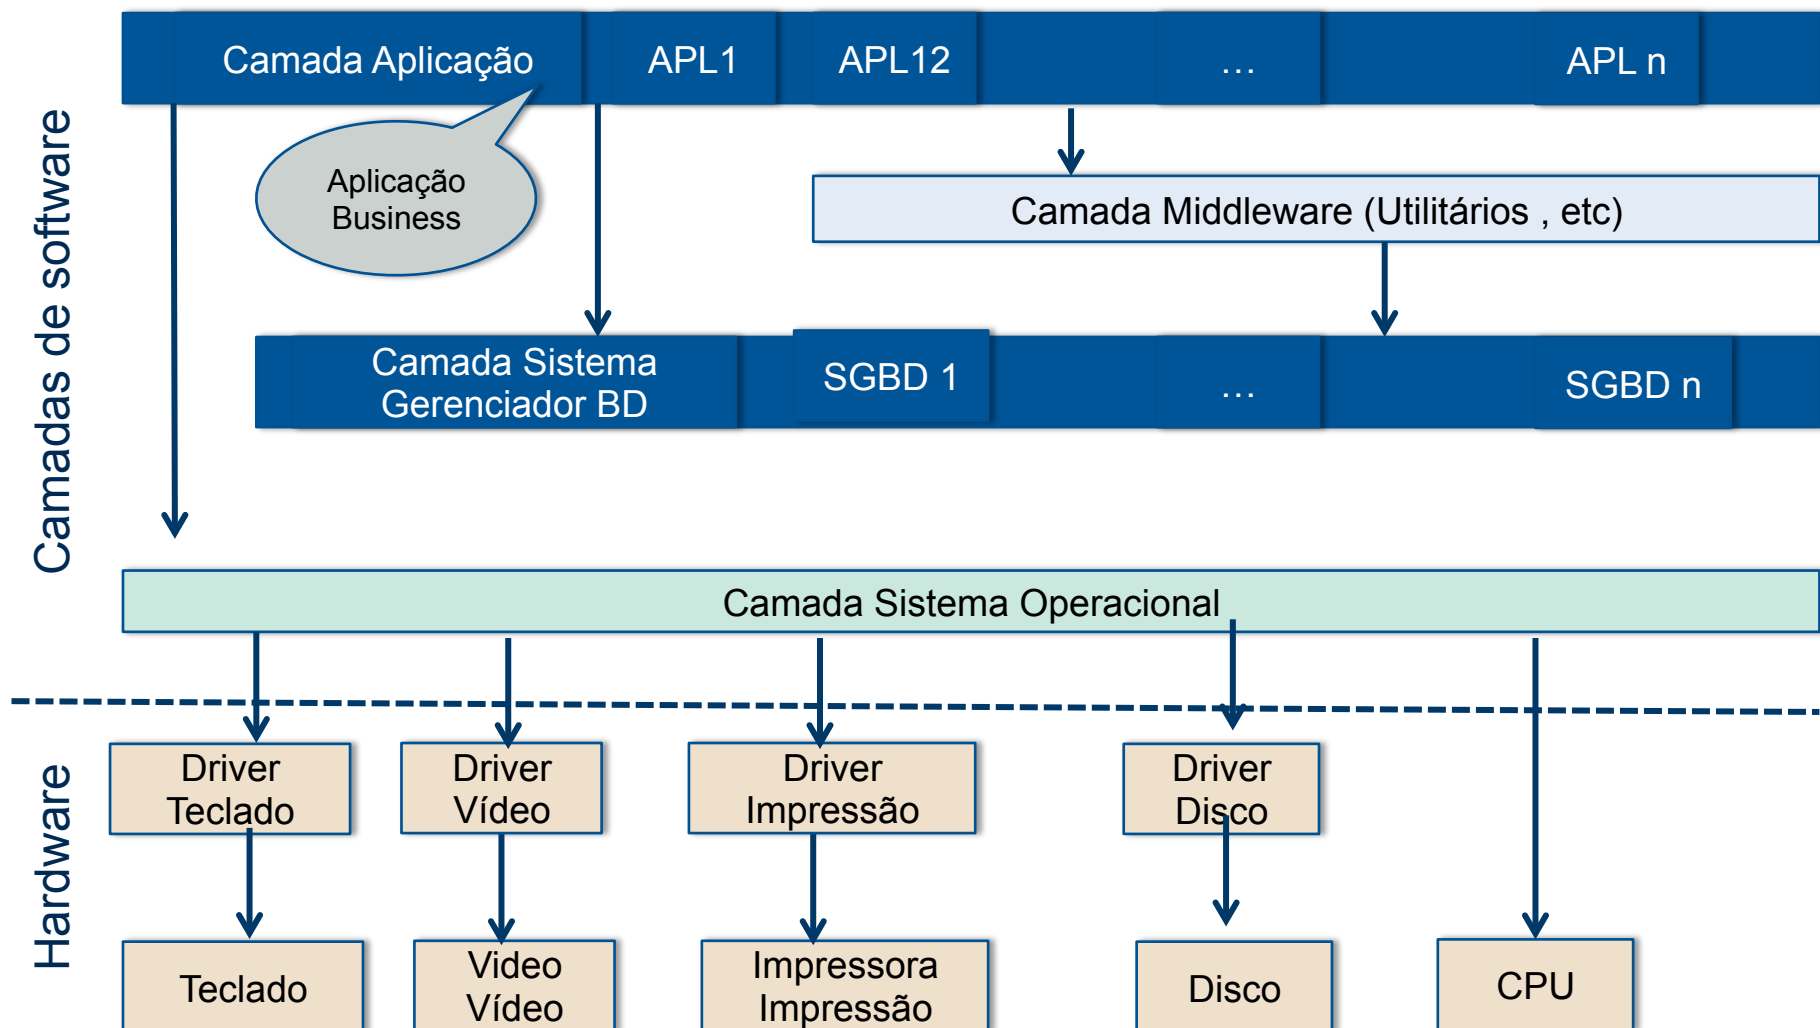 Camadas de software
Camada Aplicação
APL1
APL12
...
APL n
Aplicação
Business
Camada Middleware (Utilitários , etc)
Camada Sistema
Gerenciador BD
SGBD 1
...
SGBD n
Camada Sistema Operacional
Hardware
Driver
Teclado
Driver
Vídeo
Driver
Impressão
Driver
Disco
Teclado
Video
Vídeo
Impressora
Impressão
Disco
CPU